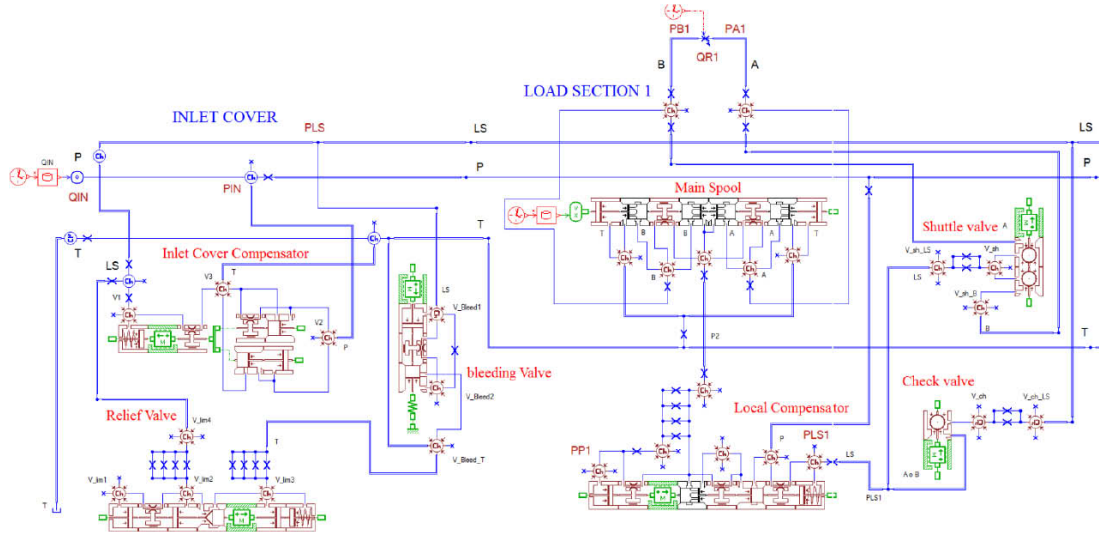 PB1 PA1
QR1
B A
LOAD SECTION 1
INLET COVER
PLS LS LS
P
QIN
QIN PIN P P
Main Spool
Shuttle valve
A
T B B A A T
V_sh_LS V_sh
LS
T
T
Inlet Cover Compensator
T
LS
V3
V1
B A
V_sh_B
B
LS V_Bleed1
V2
P
P2
T T
bleeding Valve
V_Bleed2
Check valve
V_ch V_ch_LS
Relief Valve
V_lim4
T
V_Bleed_T
Local Compensator
P PLS1
PP1
LS
A o B
PLS1
V_lim1 V_lim2 V_lim3
T